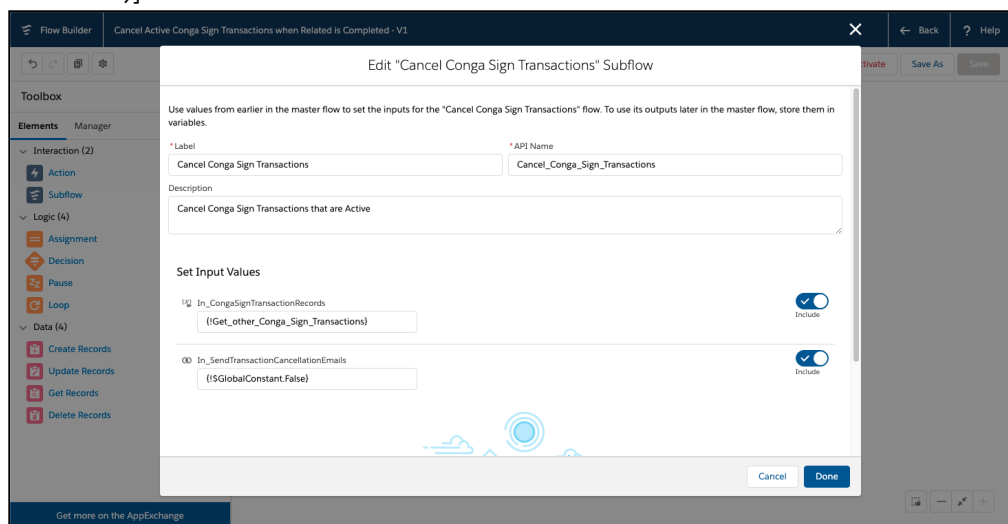 Flow Builder
Cancel Active Conga Sign Transactions when Related is Completed - V1
Back
? Help
Save As
Save
Edit "Cancel Conga Sign Transactions" Subflow
Toolbox
Elements Manager
Interaction (2)
Action
Subflow
Logic (4)
Assignment
Decision
Pause
Loop
Data (4)
Create Records
Update Records
Get Records
Delete Records
Get more on the AppExchange
Use values from earlier in the master flow to set the inputs for the "Cancel Conga Sign Transactions" flow. To use its outputs later in the master flow, store them in
variables.
*Label
Cancel Conga Sign Transactions
*API Name
Cancel_Conga_Sign_Transactions
Description
Cancel Conga Sign Transactions that are Active
Set Input Values
In_CongaSignTransactionRecords
{!Get_other_Conga_Sign_Transactions}
Include
In_SendTransactionCancellationEmails
{!$GlobalConstant.False}
Include
Cancel
Done